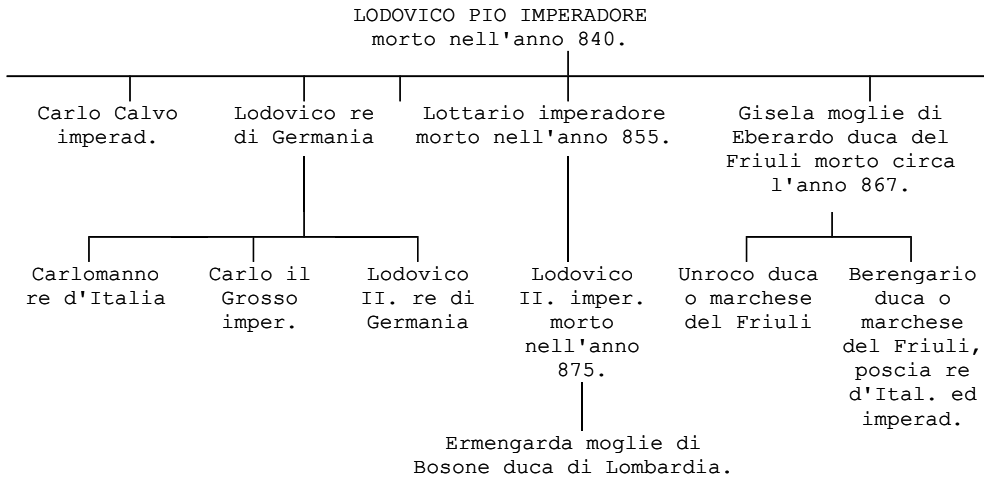 LODOVICO PIO IMPERADORE
morto nell'anno 840.
Carlo Calvo
imperad.
Lodovico re
di Germania
Lottario imperadore
morto nell'anno 855.
Gisela moglie di
Eberardo duca del
Friuli morto circa
l'anno 867.
Carlomanno
re d'Italia
Carlo il
Grosso
imper.
Lodovico
II. re di
Germania
Lodovico
II. imper.
morto
nell'anno
875.
Unroco duca
o marchese
del Friuli
Berengario
duca o
marchese
del Friuli,
poscia re
d'Ital. ed
imperad.
Ermengarda moglie di
Bosone duca di Lombardia.